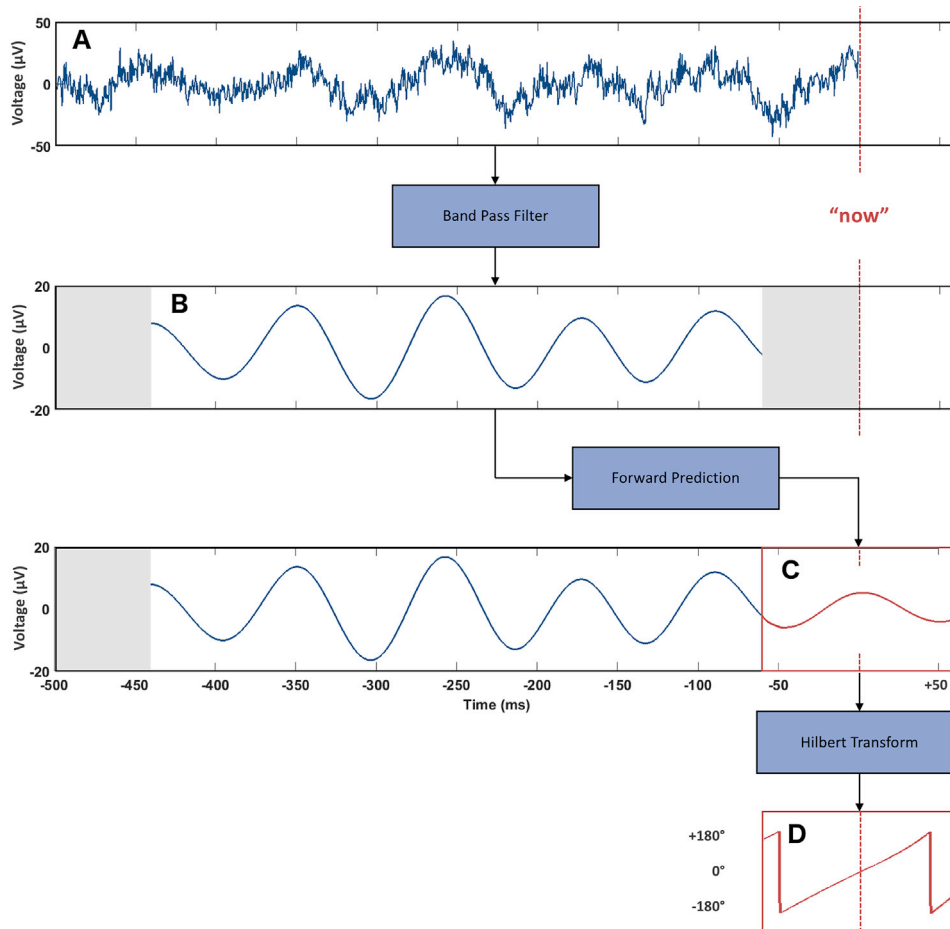 50
A
Voltage (µV)
0
-50
Band Pass Filter
“now”
20
B
Voltage (µV)
0
-20
Forward Prediction
20
C
Voltage (µV)
0
-20
-500 -450 -400 -350 -300 -250 -200 -150 -100 -50 +50
Time (ms)
Hilbert Transform
D
+180°
0°
-180°